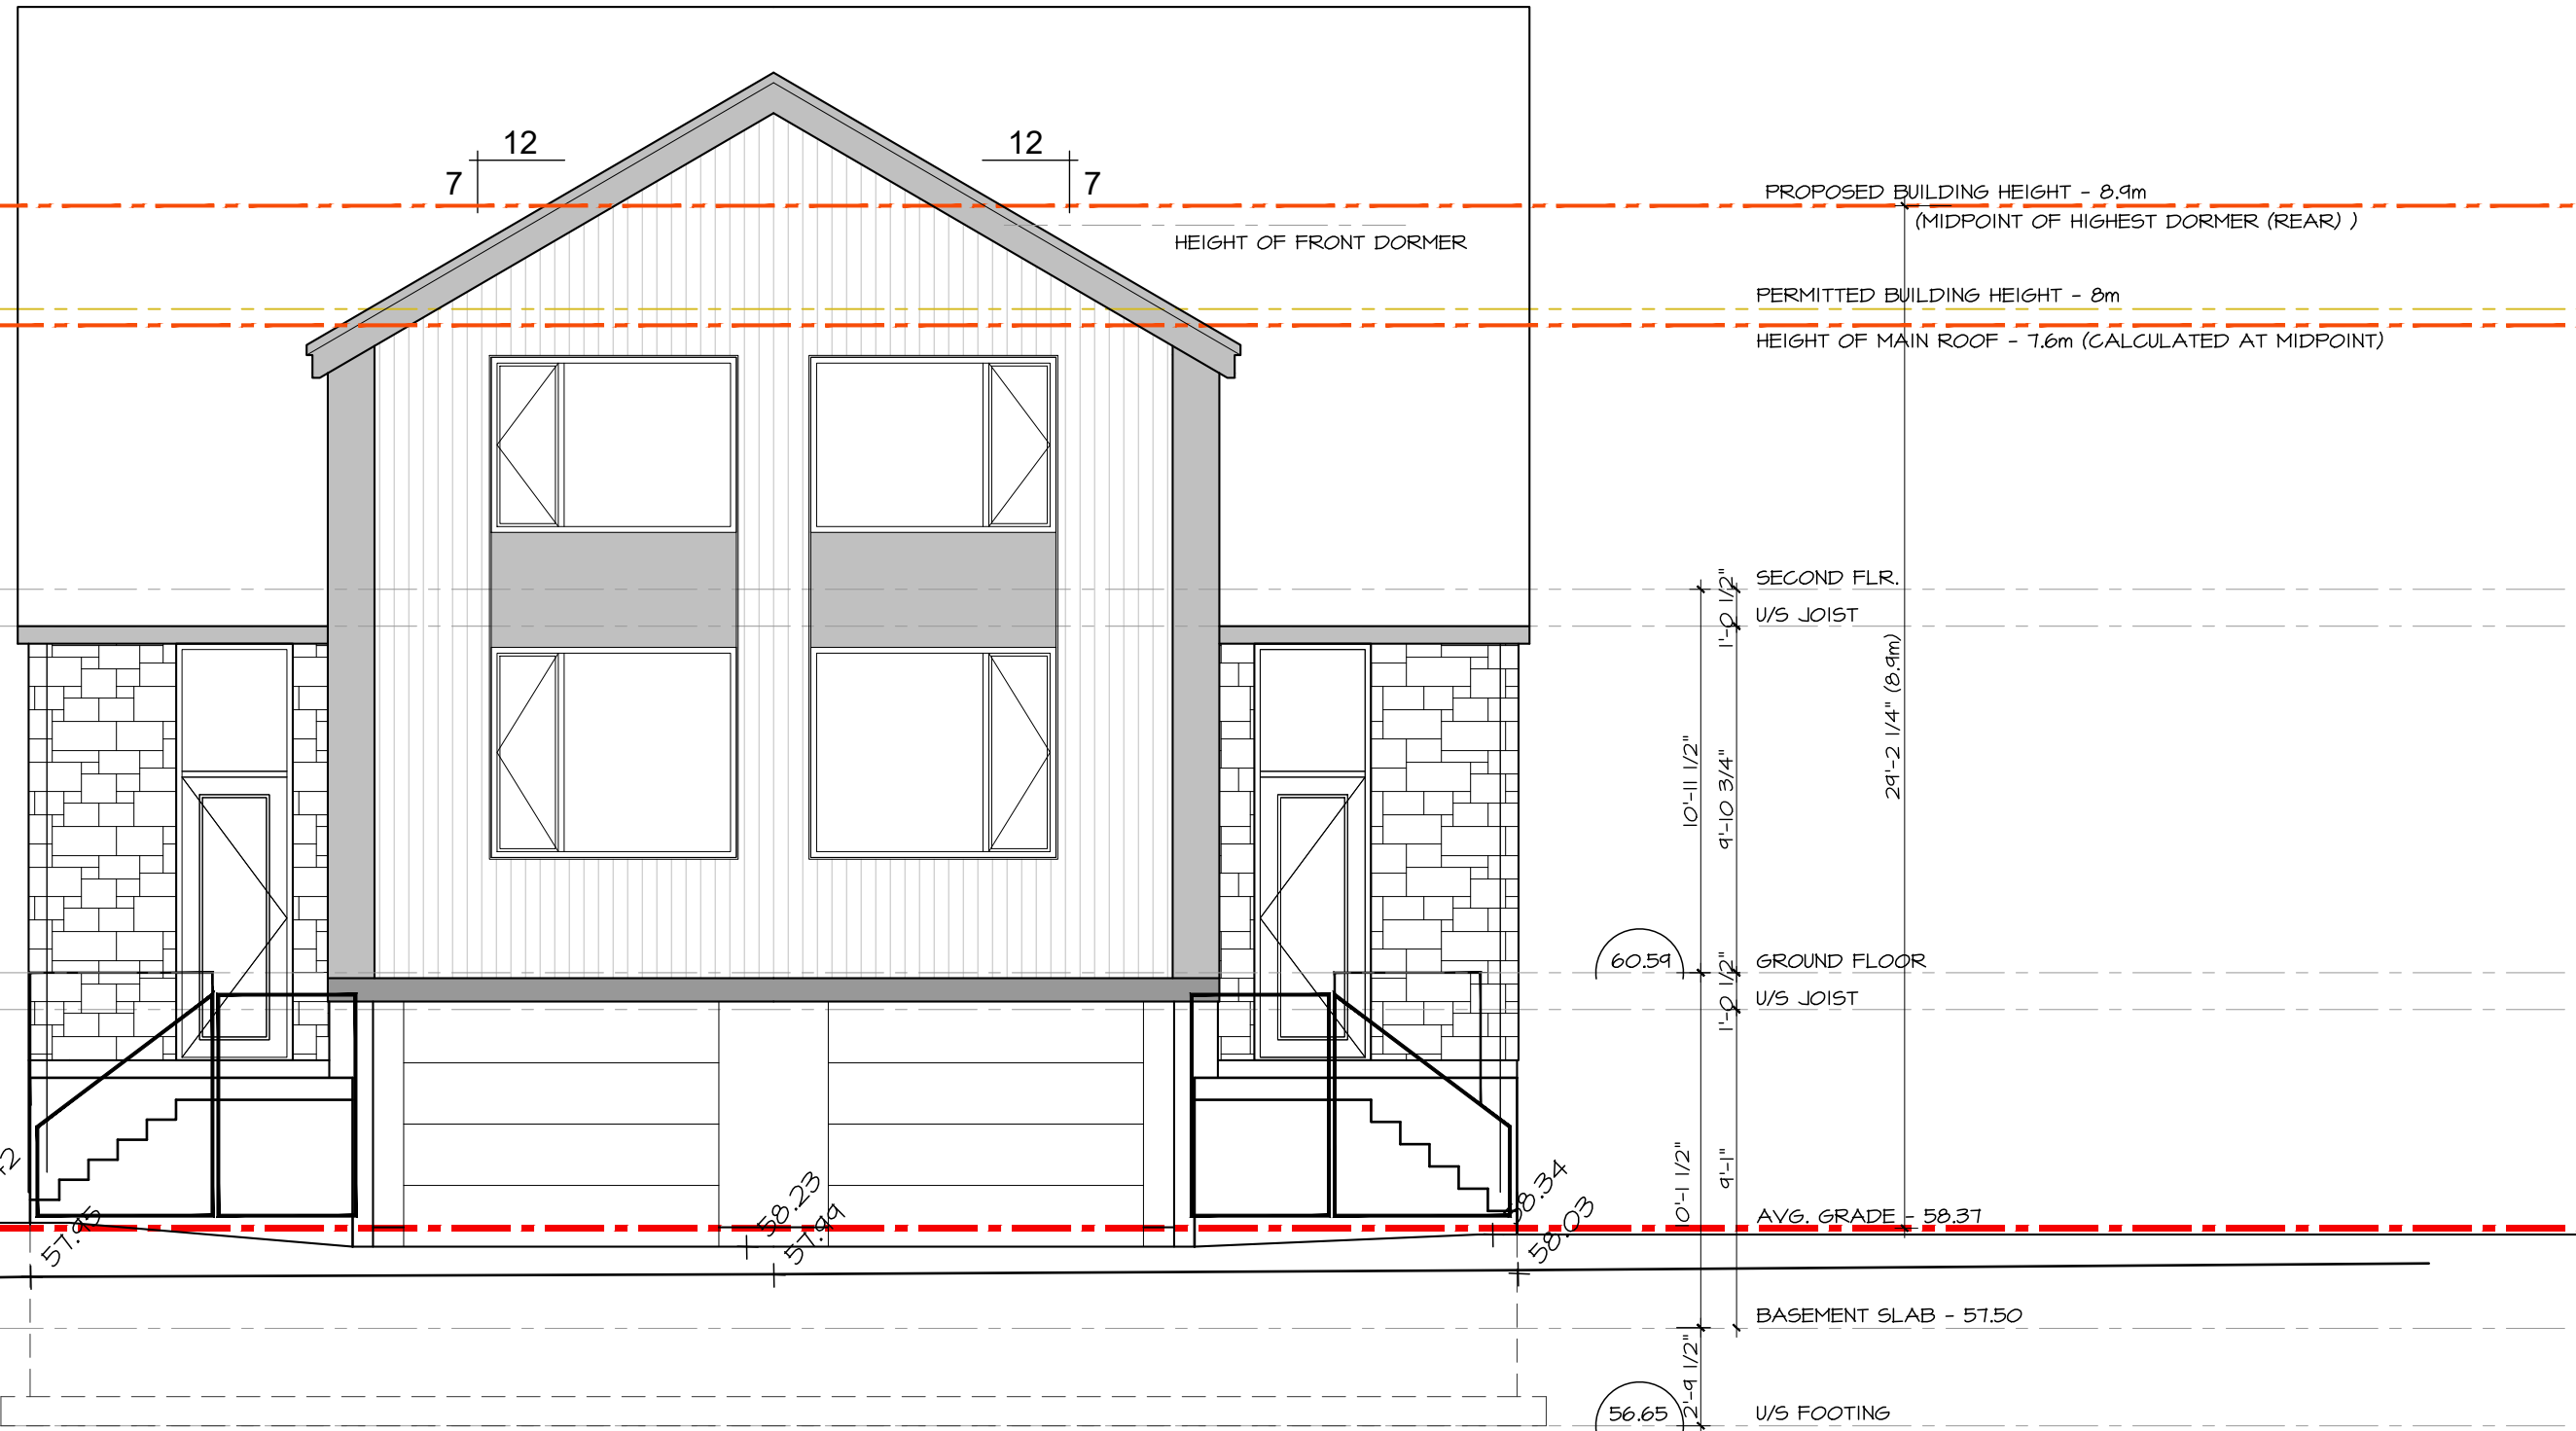 12
12
7
7
PROPOSED BUILDING HEIGHT - 8.9m
(MIDPOINT OF HIGHEST DORMER (REAR) )
HEIGHT OF FRONT DORMER
PERMITTED BUILDING HEIGHT - 8m
HEIGHT OF MAIN ROOF - 7.6m (CALCULATED AT MIDPOINT)
SECOND FLR.
1'-0 1/2"
U/S JOIST
29'-2 1/4" (8.9m)
10'-11 1/2"
9'-10 3/4"
60.59
GROUND FLOOR
1'-0 1/2"
U/S JOIST
10'-1 1/2"
9'-1"
58.23
58.34
57.95
57.99
58.03
AVG. GRADE - 58.37
BASEMENT SLAB - 57.50
2'-9 1/2"
56.65
U/S FOOTING